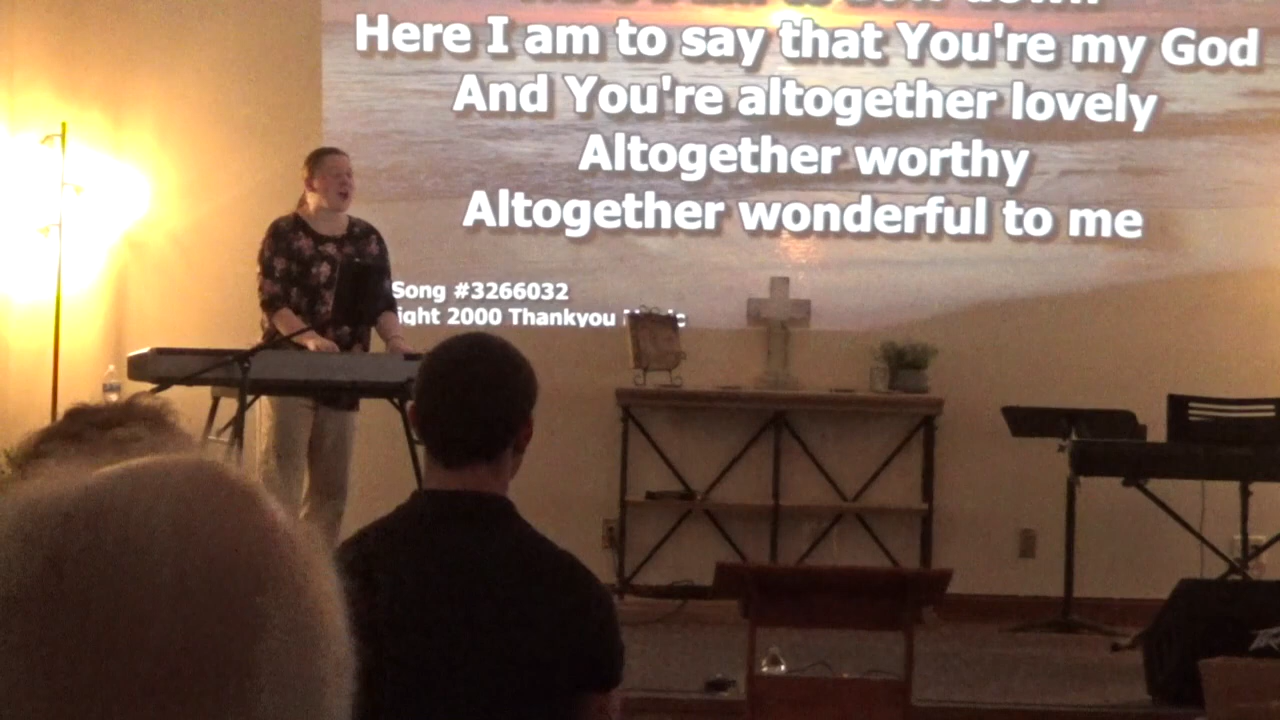 Here I am to say that You're my God
And You're altogether lovely
Altogether worthy
Altogether wonderful to me
Song #3266032
ight 2000 Thankyou